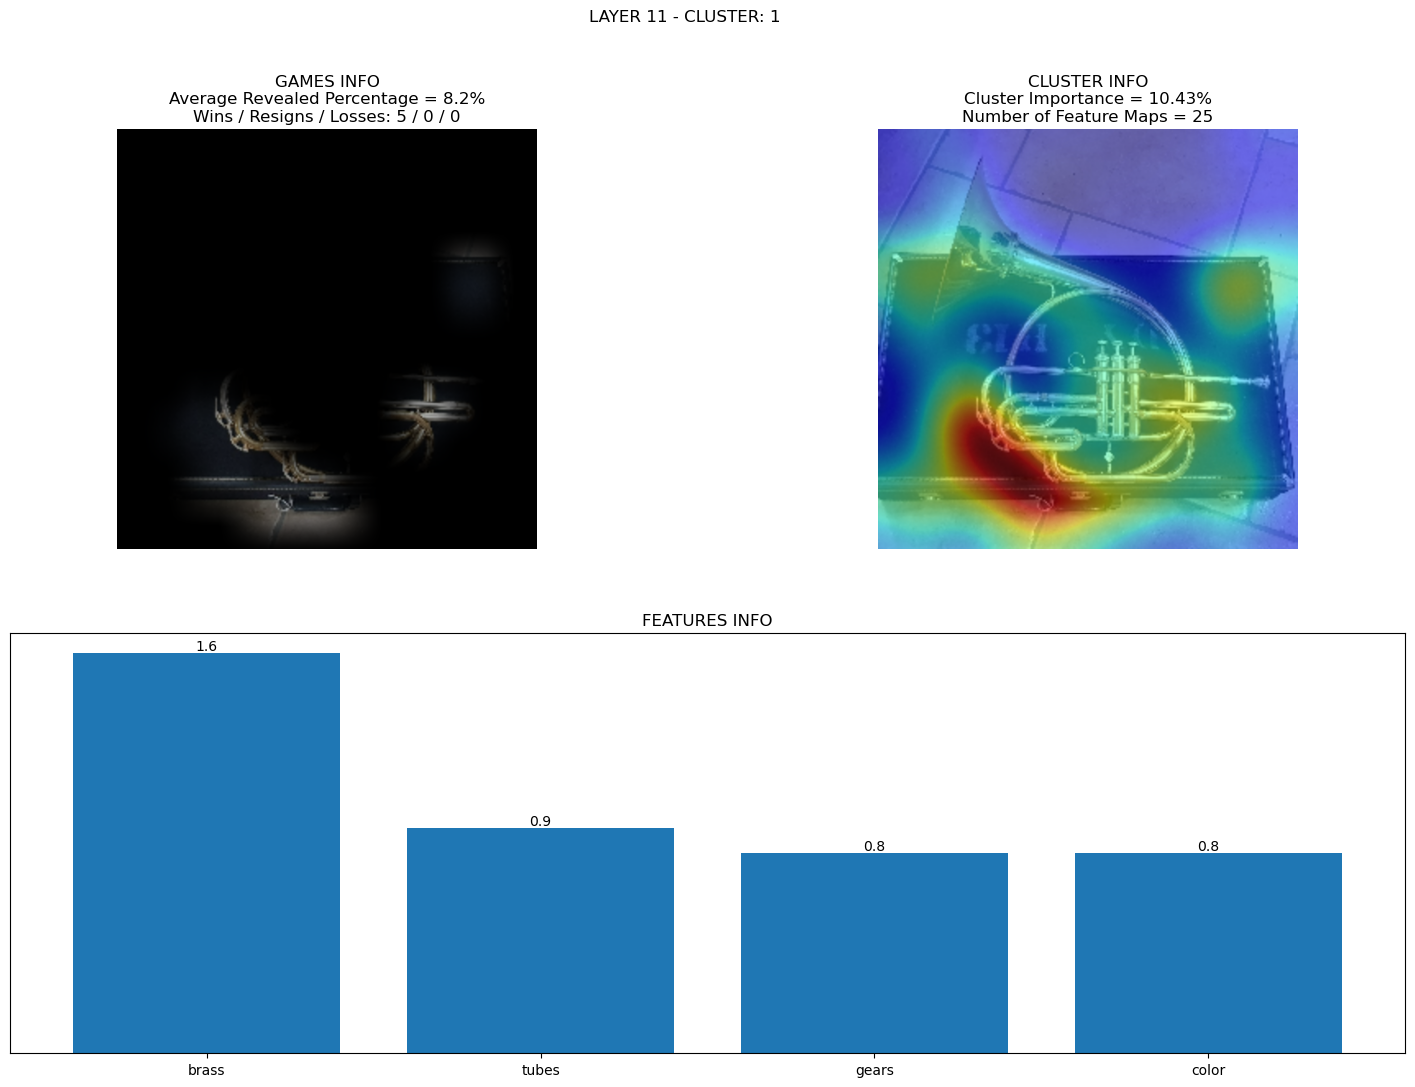 LAYER 11 - CLUSTER: 1
GAMES INFO
Average Revealed Percentage = 8.2%
Wins / Resigns / Losses: 5 / 0 / 0
CLUSTER INFO
Cluster Importance = 10.43%
Number of Feature Maps = 25
FEATURES INFO
1.6
0.9
0.8
0.8
brass
tubes
gears
color